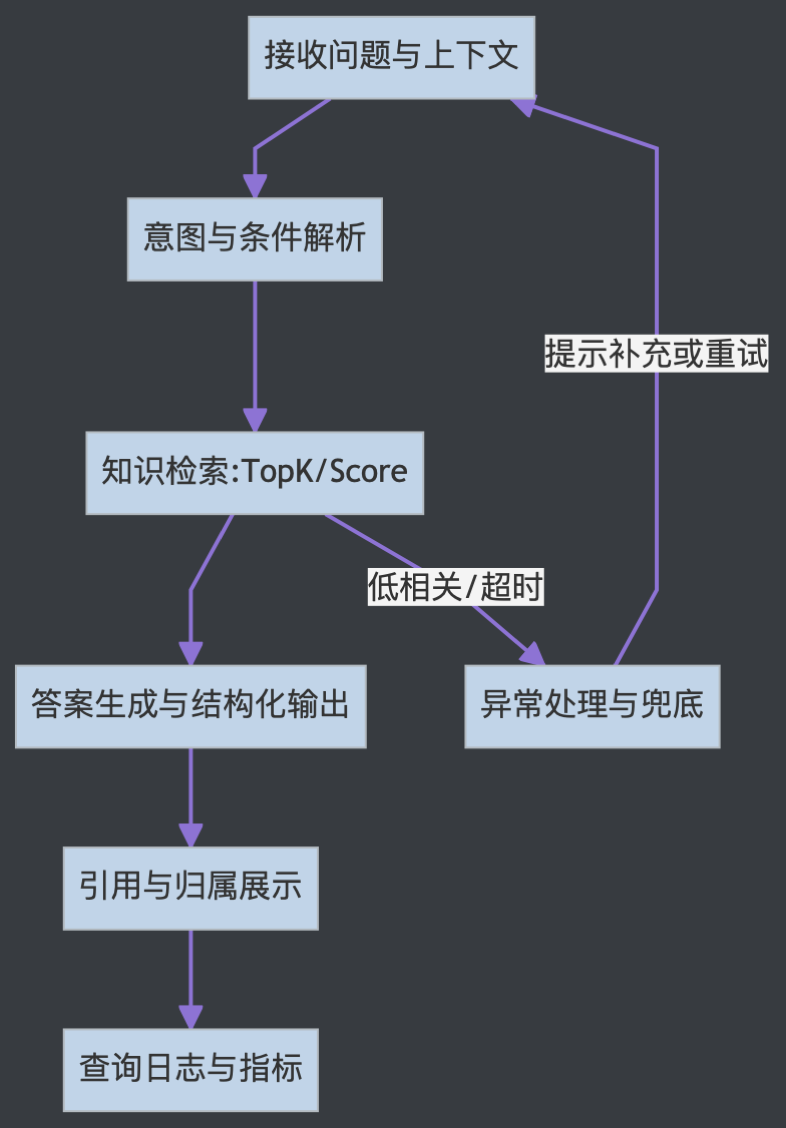 接收问题与上下文
意图与条件解析
提示补充或重试
知识检索:TopK/Score
低相关/超时
答案生成与结构化输出
异常处理与兜底
引用与归属展示
查询日志与指标